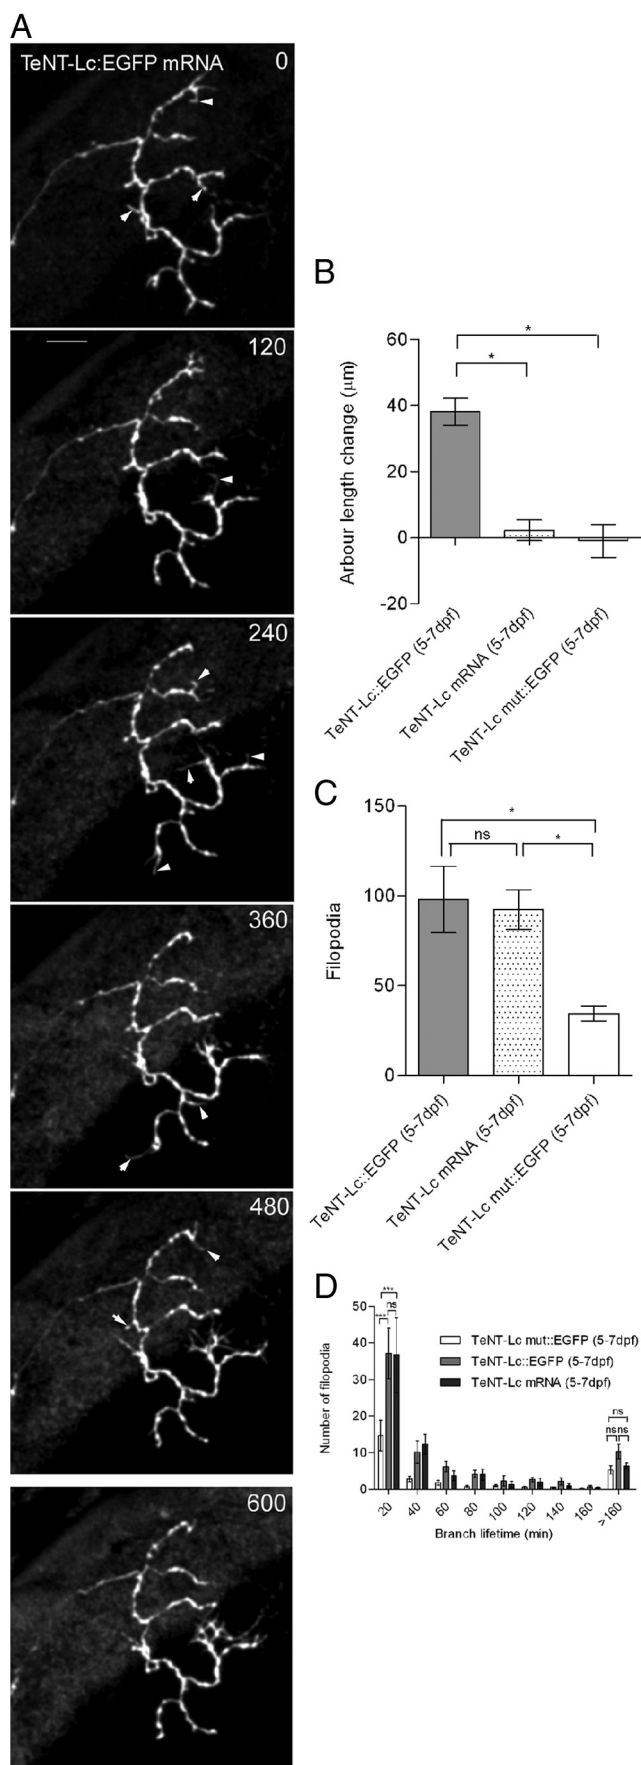 A
TeNT-Lc:EGFP mRNA 0
120
240
360
480
600
B
Arbour length change (μm)
60
40
20
0
-20
*
*
TeNT-Lc::EGFP (5-7dpf)
TeNT-Lc mRNA (5-7dpf)
TeNT-Lc mut::EGFP (5-7dpf)
C
Filopodia
150
100
50
0
*
ns
*
TeNT-Lc::EGFP (5-7dpf)
TeNT-Lc mRNA (5-7dpf)
TeNT-Lc mut::EGFP (5-7dpf)
D
Number of filopodia
50
40
30
20
10
0
***
ns
***
TeNT-Lc mut::EGFP (5-7dpf)
TeNT-Lc::EGFP (5-7dpf)
TeNT-Lc mRNA (5-7dpf)
ns
ns ns
20 40 60 80 100 120 140 160 >160
Branch lifetime (min)